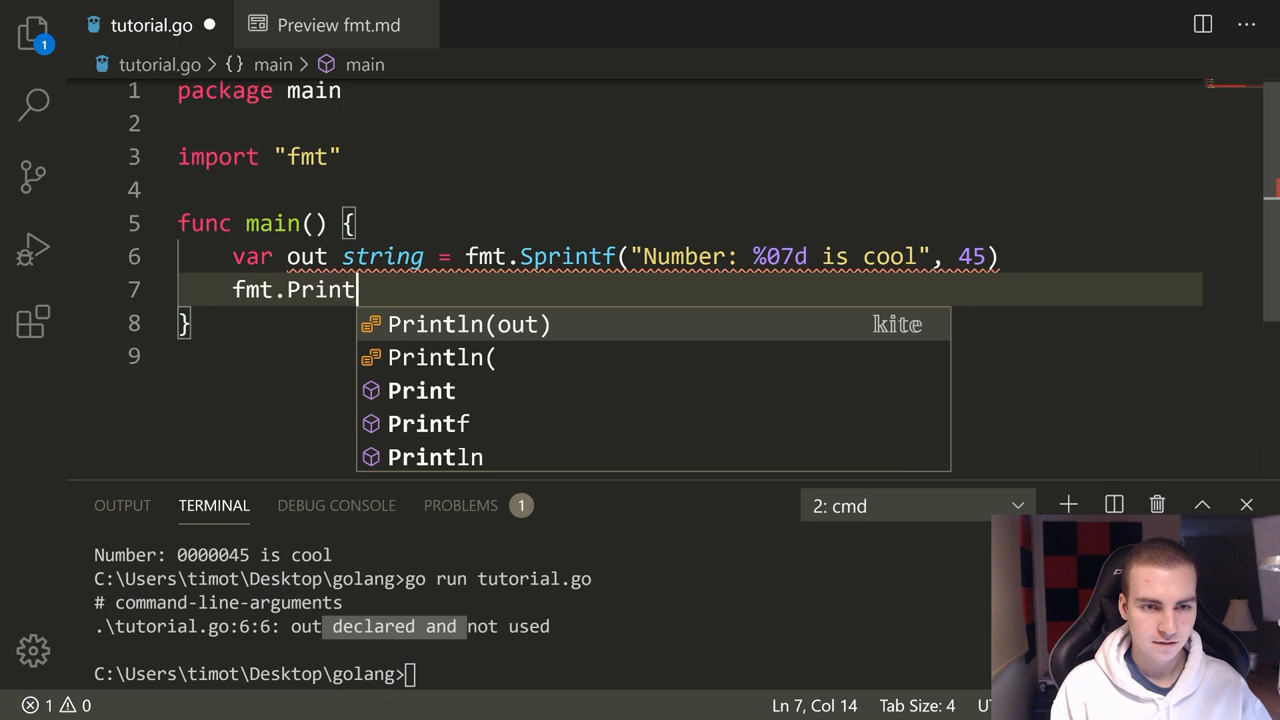 tutorial.go
Preview fmt.md
1
tutorial.go > {} main > main
1 package main
2
3 import "fmt"
4
5 func main() {
6 var out string = fmt.Sprintf("Number: %07d is cool", 45)
7 fmt.Print
Println(out) kite
Println(
Print
Printf
Println
8 }
9
OUTPUT TERMINAL DEBUG CONSOLE PROBLEMS 1 2: cmd
Number: 0000045 is cool
C:\Users\timot\Desktop\golang>go run tutorial.go
# command-line-arguments
.\tutorial.go:6:6: out declared and not used
C:\Users\timot\Desktop\golang>
1 0 Ln 7, Col 14 Tab Size: 4